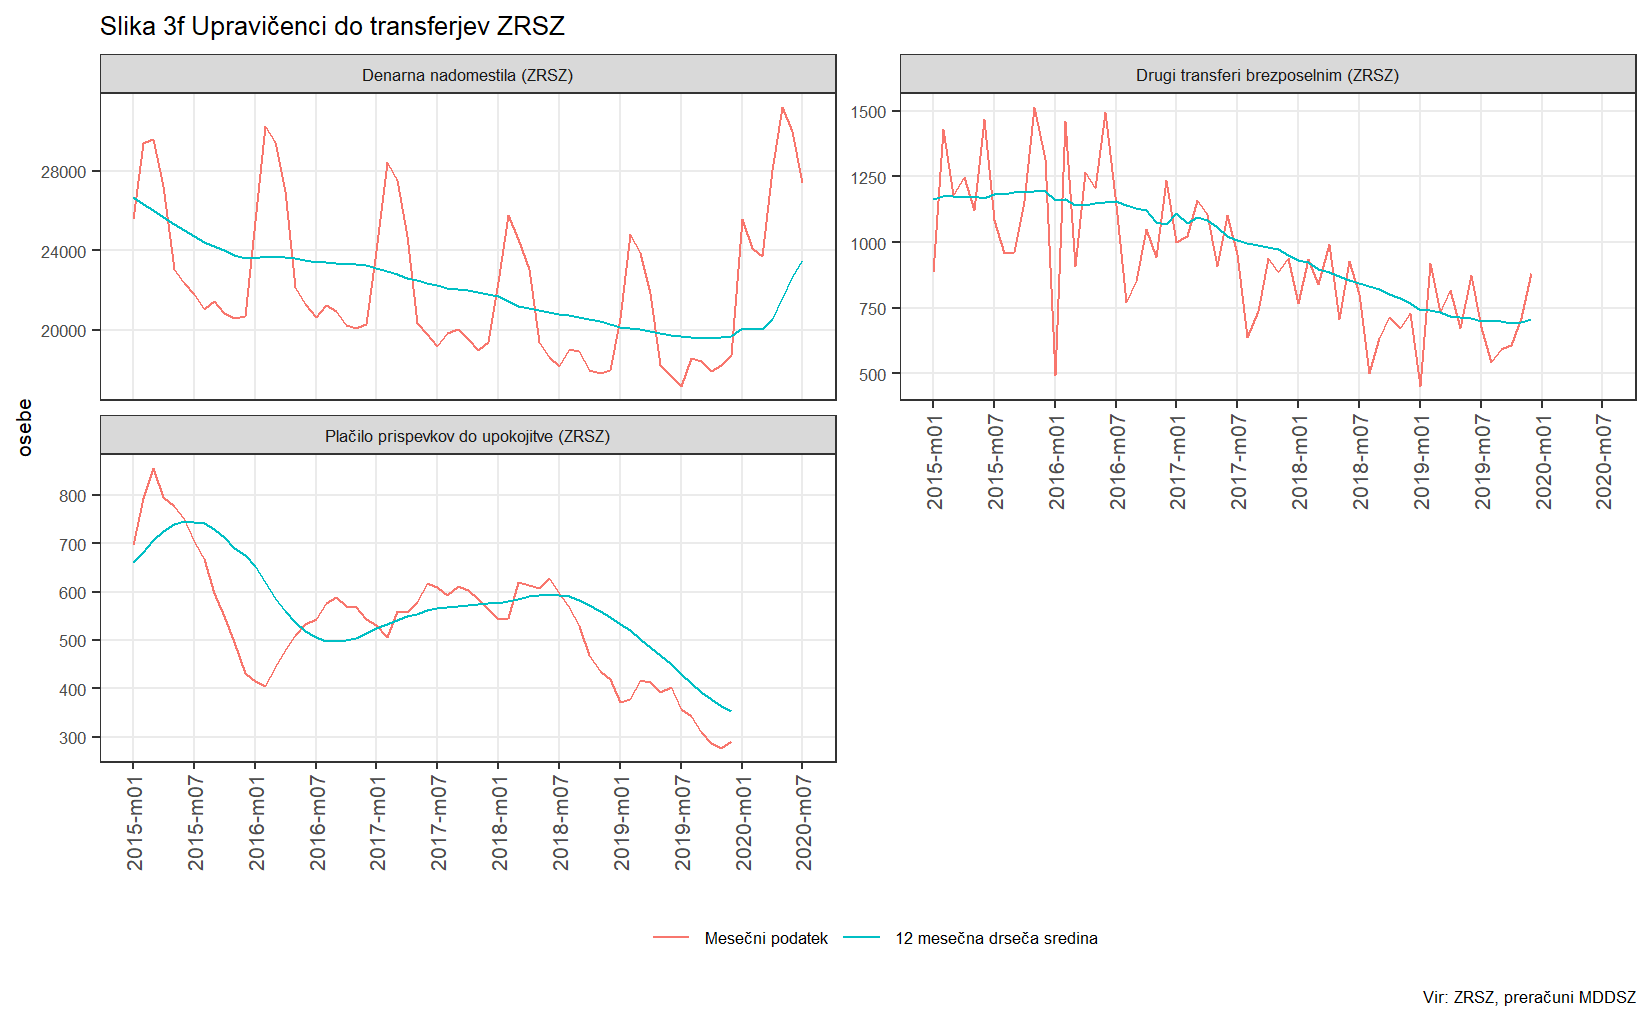 Slika 3f Upravičenci do transferjev ZRSZ
Denarna nadomestila (ZRSZ)
28000
24000
20000
Drugi transferi brezposelnim (ZRSZ)
1500
1250
1000
750
500
2015-m01
2015-m07
2016-m01
2016-m07
2017-m01
2017-m07
2018-m01
2018-m07
2019-m01
2019-m07
2020-m01
2020-m07
osebe
Plačilo prispevkov do upokojitve (ZRSZ)
800
700
600
500
400
300
2015-m01
2015-m07
2016-m01
2016-m07
2017-m01
2017-m07
2018-m01
2018-m07
2019-m01
2019-m07
2020-m01
2020-m07
Mesečni podatek
12 mesečna drseča sredina
Vir: ZRSZ, preračuni MDDSZ